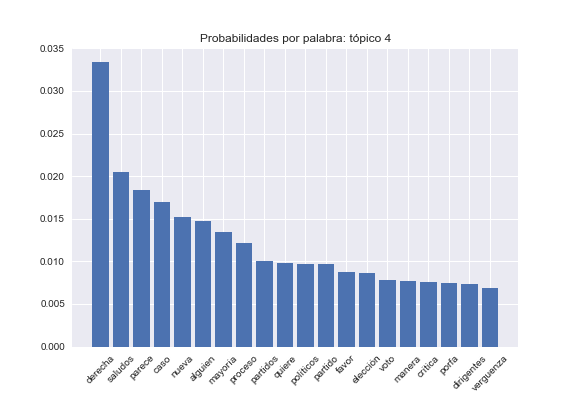 Probabilidades por palabra: tópico 4
0.035
0.030
0.025
0.020
0.015
0.010
0.005
0.000
derecha
saludos
parece
caso
nueva
alguien
mayoria
proceso
partidos
quiere
políticos
partido
favor
elección
voto
manera
critica
porfa
dirigentes
verguenza